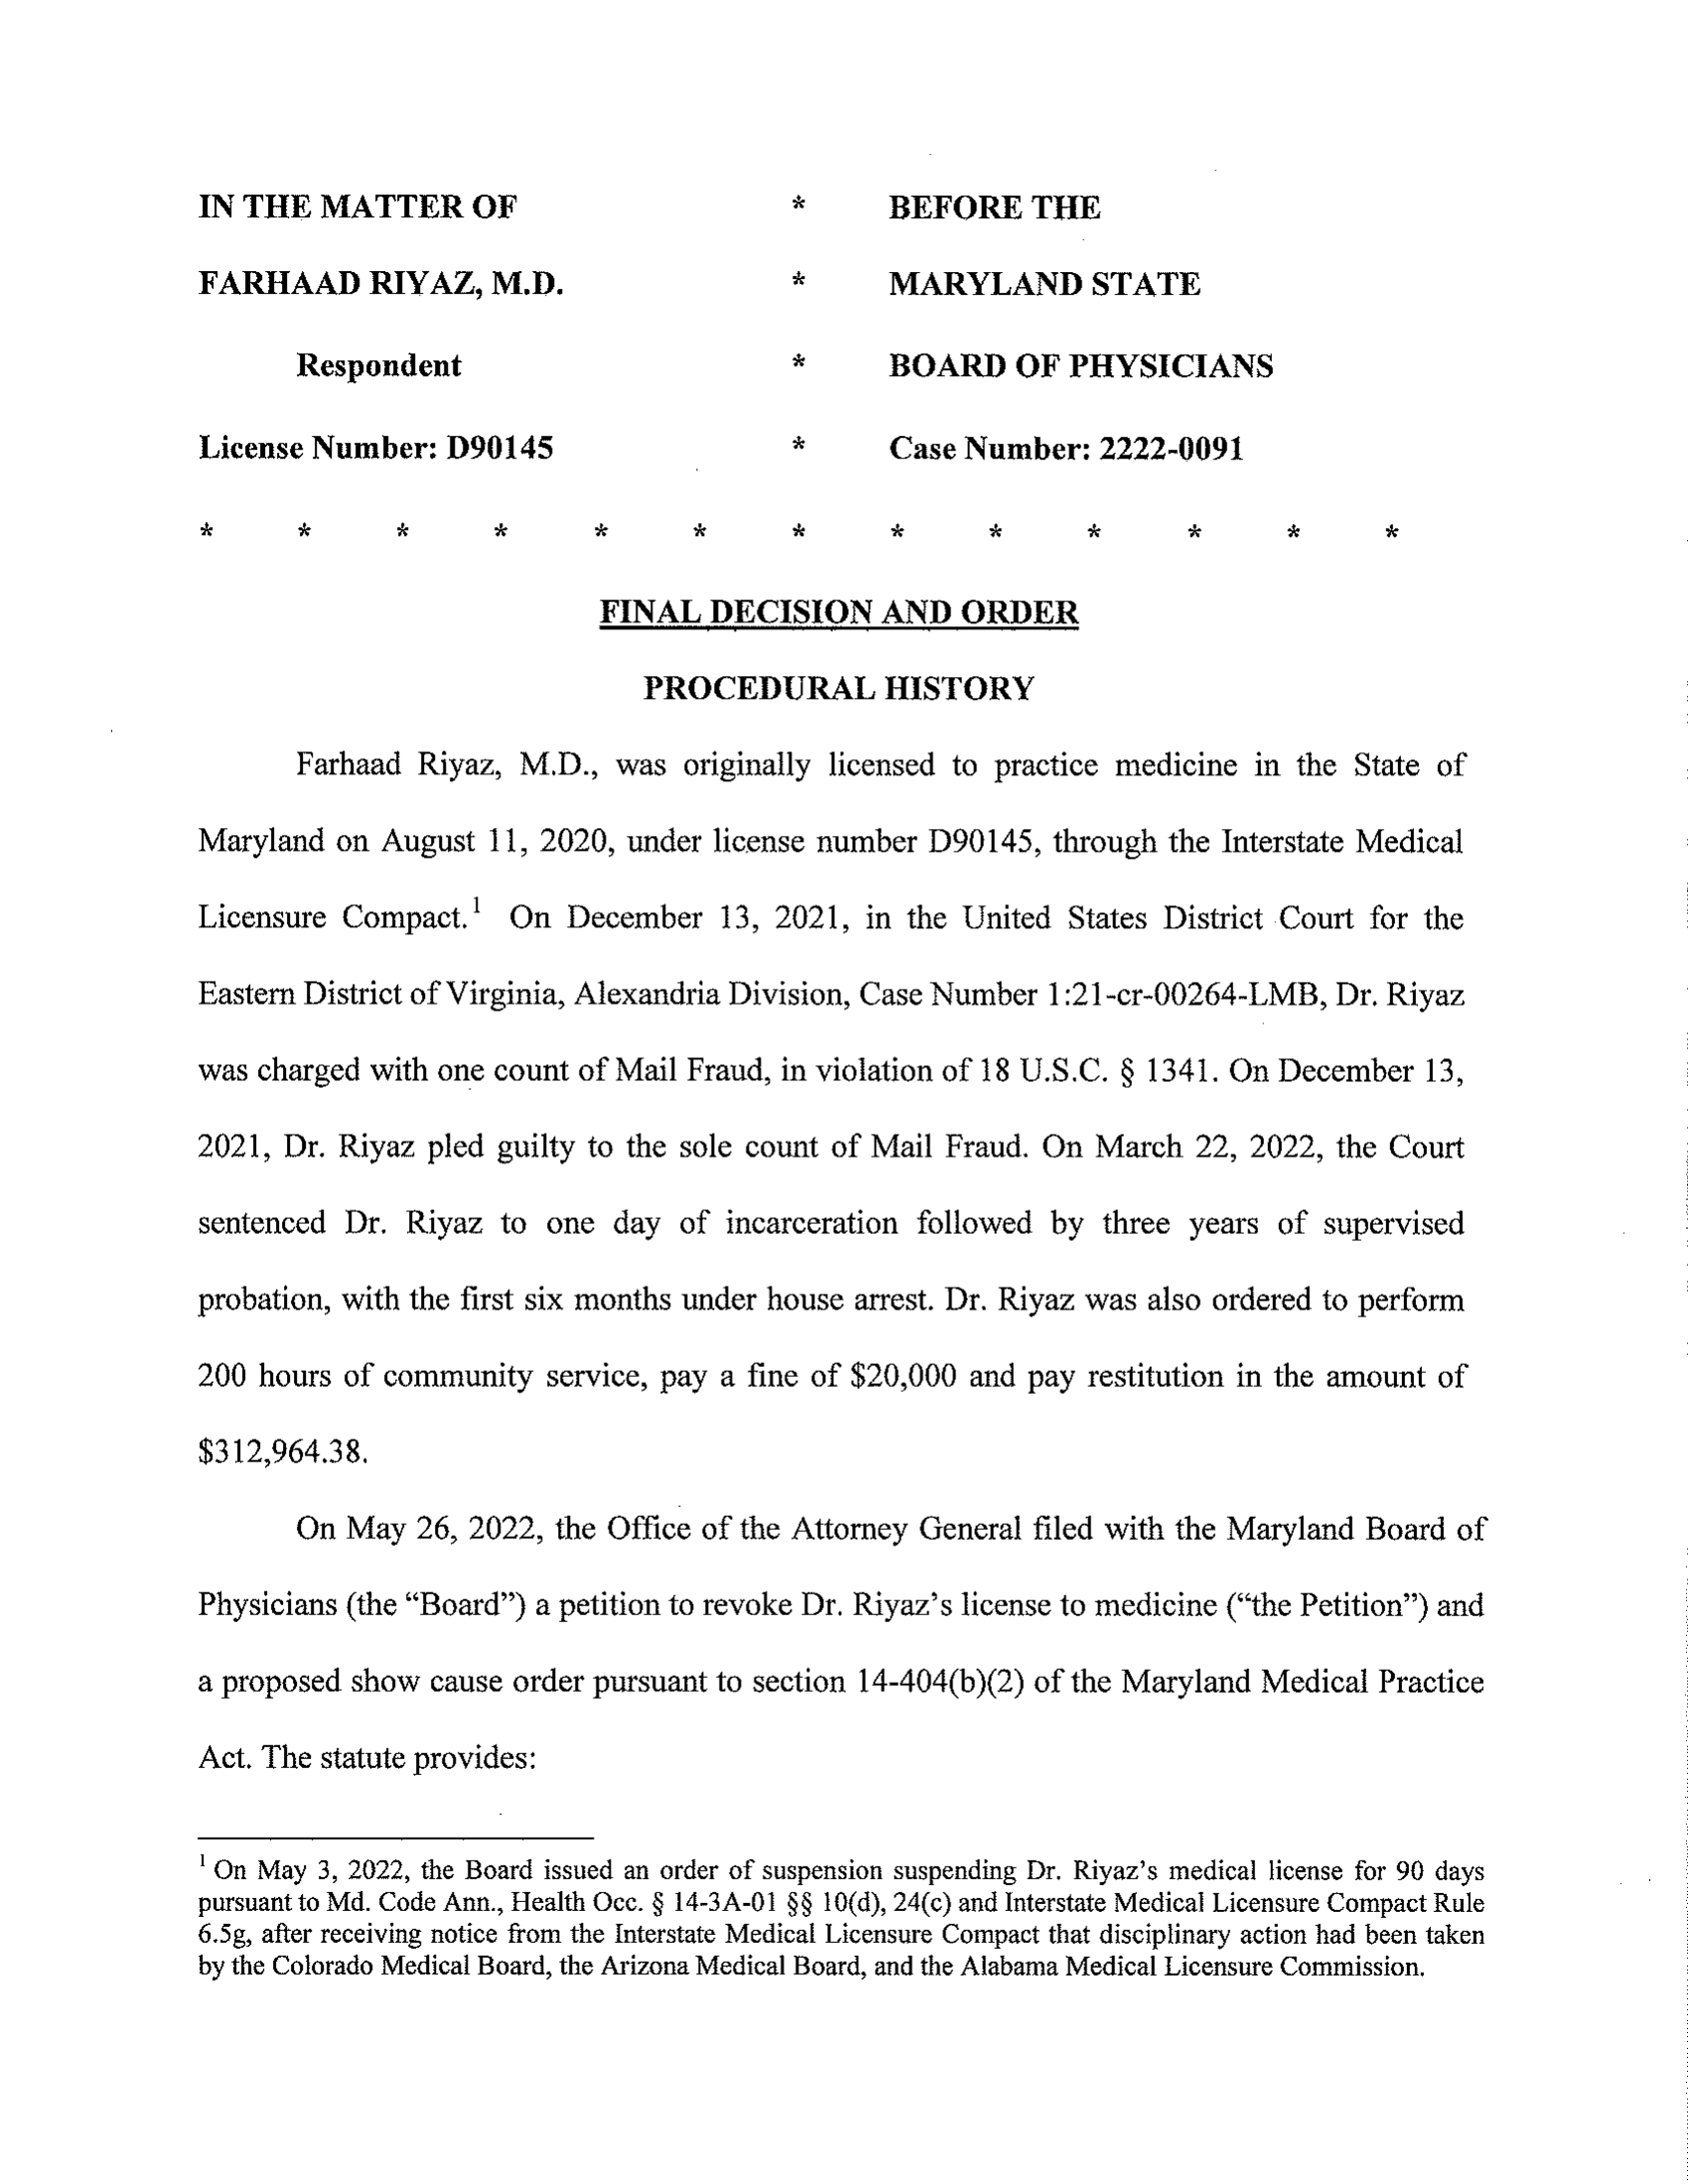 IN THE MATTER OF * BEFORE THE
FARHAAD RIYAZ, M.D. * MARYLAND STATE
Respondent * BOARD OF PHYSICIANS
License Number: D90145 * Case Number: 2222-0091
* * * * * * * * * * * * *
FINAL DECISION AND ORDER
PROCEDURAL HISTORY
Farhaad Riyaz, M.D., was originally licensed to practice medicine in the State of
Maryland on August 11, 2020, under license number D90145, through the Interstate Medical
Licensure Compact.¹ On December 13, 2021, in the United States District Court for the
Eastern District of Virginia, Alexandria Division, Case Number 1:21-cr-00264-LMB, Dr. Riyaz
was charged with one count of Mail Fraud, in violation of 18 U.S.C. § 1341. On December 13,
2021, Dr. Riyaz pled guilty to the sole count of Mail Fraud. On March 22, 2022, the Court
sentenced Dr. Riyaz to one day of incarceration followed by three years of supervised
probation, with the first six months under house arrest. Dr. Riyaz was also ordered to perform
200 hours of community service, pay a fine of $20,000 and pay restitution in the amount of
$312,964.38.
On May 26, 2022, the Office of the Attorney General filed with the Maryland Board of
Physicians (the “Board”) a petition to revoke Dr. Riyaz’s license to medicine (“the Petition”) and
a proposed show cause order pursuant to section 14-404(b)(2) of the Maryland Medical Practice
Act. The statute provides:
¹ On May 3, 2022, the Board issued an order of suspension suspending Dr. Riyaz’s medical license for 90 days
pursuant to Md. Code Ann., Health Occ. § 14-3A-01 §§ 10(d), 24(c) and Interstate Medical Licensure Compact Rule
6.5g, after receiving notice from the Interstate Medical Licensure Compact that disciplinary action had been taken
by the Colorado Medical Board, the Arizona Medical Board, and the Alabama Medical Licensure Commission.